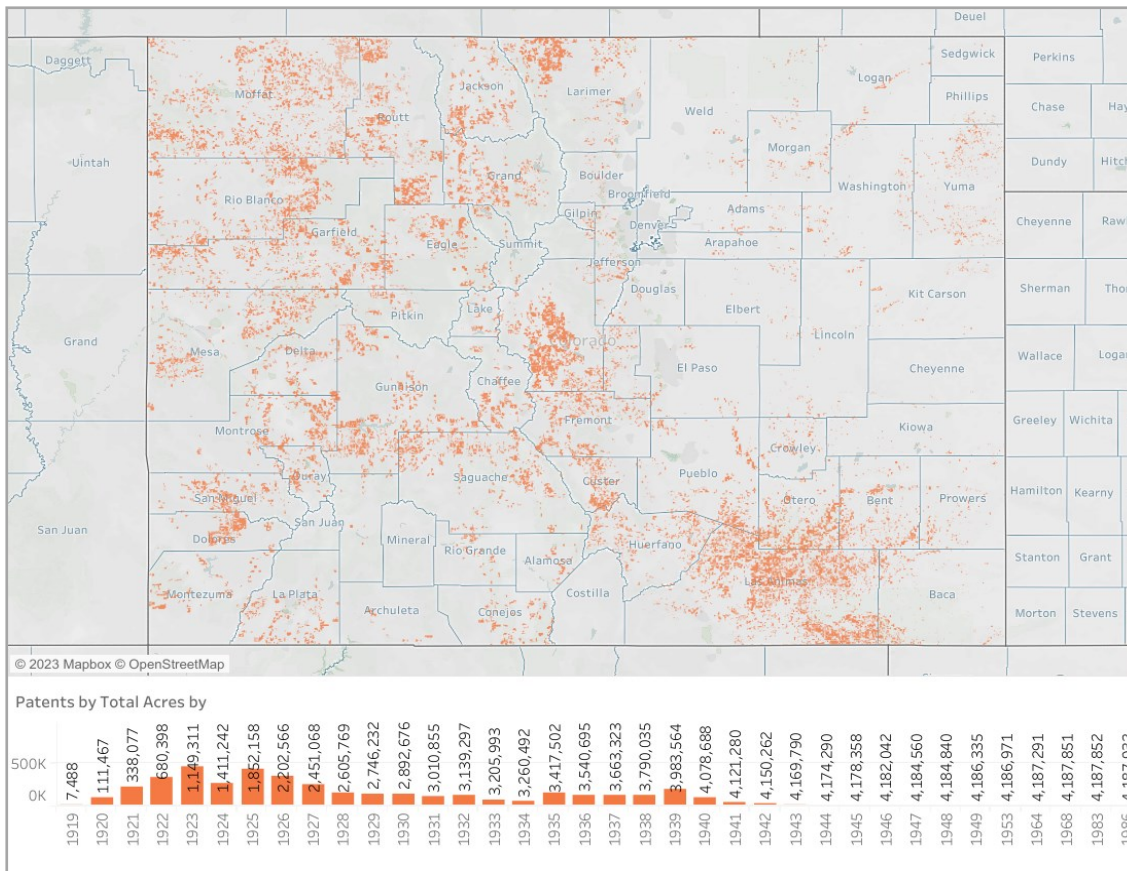 Deuel
Daggett
Sedgwick
Perkins
Logan
Moffat
Jackson
Larimer
Phillips
Routt
Weld
Chase
Hay
Morgan
Uintah
Dundy
Hitch
Grand
Boulder
Washington
Yuma
Rio Blanco
Broomfield
Gilpin
Adams
Cheyenne
Rawl
Garfield
Denver
Eagle
Summit
Arapahoe
Jefferson
Douglas
Kit Carson
Sherman
Thom
Pitkin
Lake
Elbert
Grand
Mesa
Delta
Colorado
Lincoln
Wallace
Logan
El Paso
Cheyenne
Gunnison
Chaffee
Fremont
Greeley
Wichita
Montrose
Kiowa
Crowley
Ouray
Saguache
Custer
Pueblo
San Miguel
Otero
Bent
Prowers
Hamilton
Kearny
San Juan
San Juan
Dolores
Mineral
Rio Grande
Huerfano
Stanton
Grant
Alamosa
Las Animas
Montezuma
La Plata
Costilla
Baca
Archuleta
Conejos
Morton
Stevens
© 2023 Mapbox © OpenStreetMap
Patents by Total Acres by
500K
0K
7,488
111,467
338,077
680,398
1,149,311
1,411,242
1,852,158
2,202,566
2,451,068
2,605,769
2,746,232
2,892,676
3,010,855
3,139,297
3,205,993
3,260,492
3,417,502
3,540,695
3,663,323
3,790,035
3,983,564
4,078,688
4,121,280
4,150,262
4,169,790
4,174,290
4,178,358
4,182,042
4,184,560
4,184,840
4,186,335
4,186,971
4,187,291
4,187,851
4,187,852
1919
1920
1921
1922
1923
1924
1925
1926
1927
1928
1929
1930
1931
1932
1933
1934
1935
1936
1937
1938
1939
1940
1941
1942
1943
1944
1945
1946
1947
1948
1949
1953
1964
1968
1983
1986